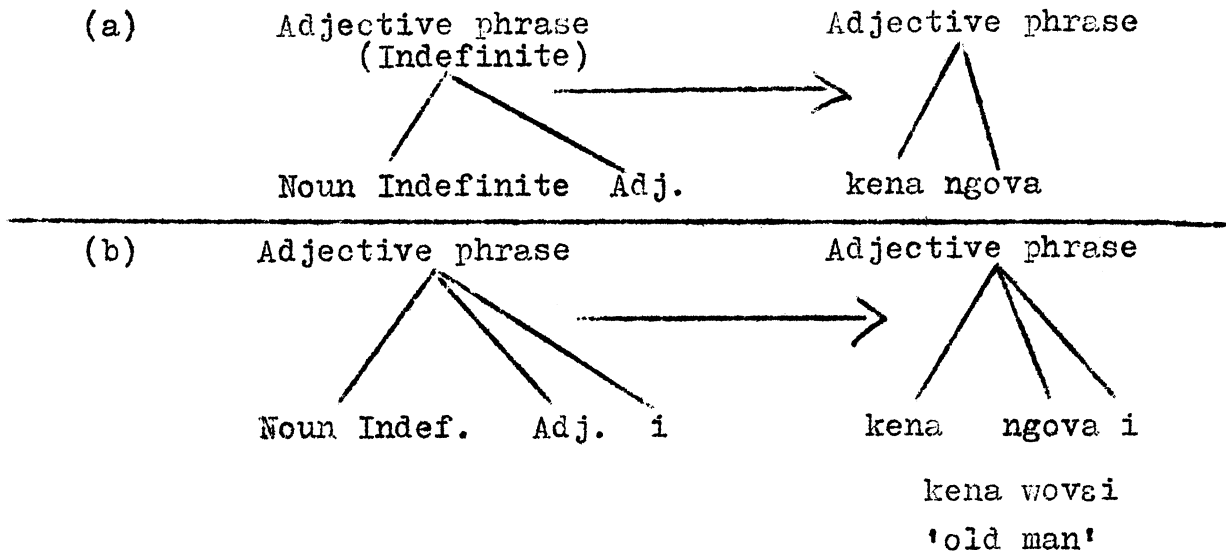 (a) Adjective phrase Adjective phrase
(Indefinite)
Noun Indefinite Adj. kena ngova
(b) Adjective phrase Adjective phrase
Noun Indef. Adj. i kena ngova i
kena wovɛi
'old man'